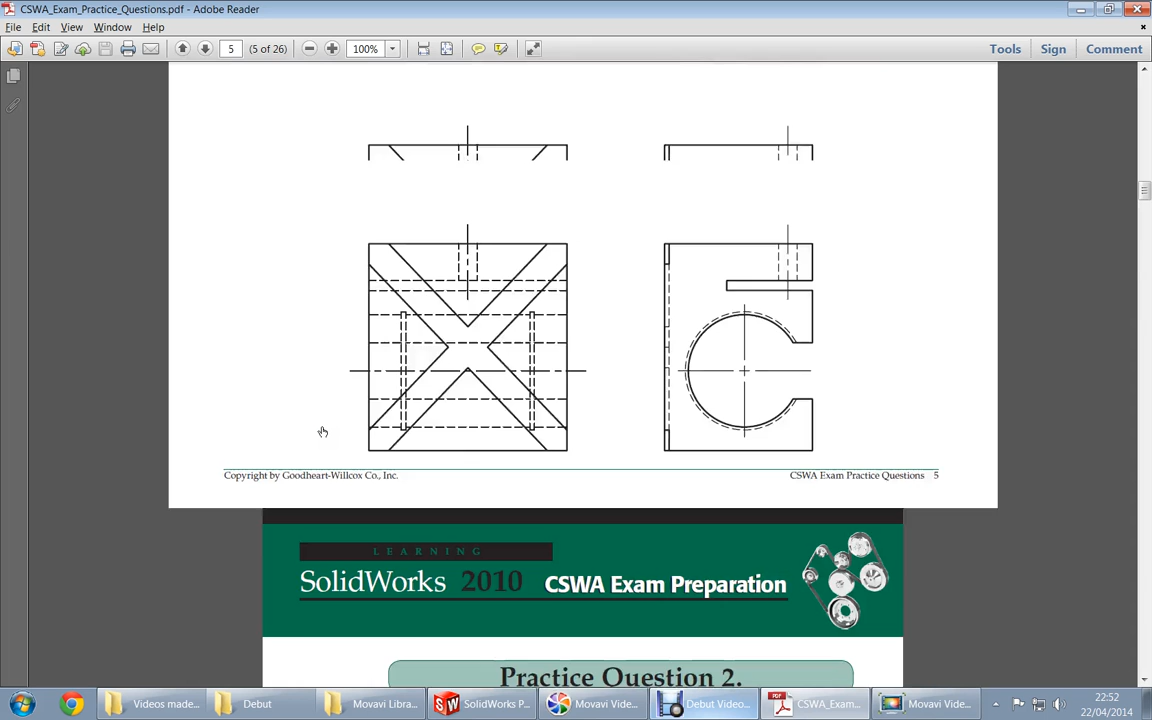 CSWA_Exam_Practice_Questions.pdf - Adobe Reader
File Edit View Window Help
5 (5 of 26) 100% Tools Sign Comment
Copyright by Goodheart-Willcox Co., Inc. CSWA Exam Practice Questions 5
LEARNING
SolidWorks 2010 CSWA Exam Preparation
Practice Question 2.
Videos made... Debut Movavi Libra... SolidWorks P... Movavi Vide... Debut Video... CSWA_Exam... Movavi Vide...
22:52
22/04/2014